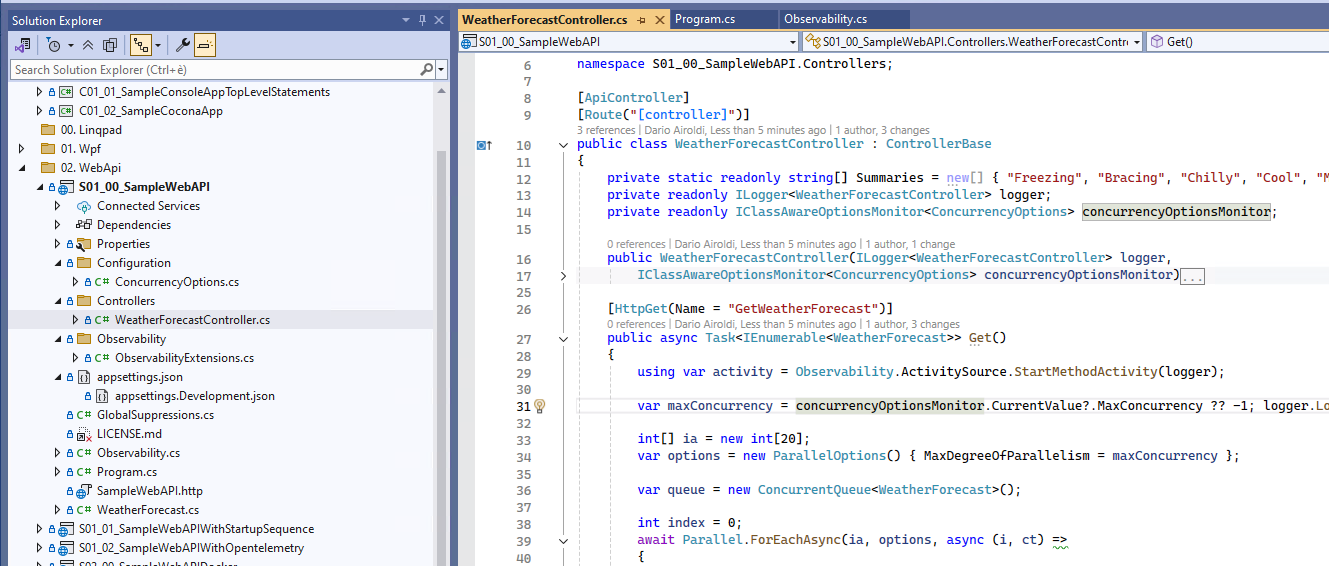 Solution Explorer
Search Solution Explorer (Ctrl+è)
C01_01_SampleConsoleAppTopLevelStatements
C01_02_SampleCoconaApp
00. Linqpad
01. Wpf
02. WebApi
S01_00_SampleWebAPI
Connected Services
Dependencies
Properties
Configuration
C# ConcurrencyOptions.cs
Controllers
C# WeatherForecastController.cs
Observability
C# ObservabilityExtensions.cs
appsettings.json
appsettings.Development.json
C# GlobalSuppressions.cs
LICENSE.md
C# Observability.cs
C# Program.cs
SampleWebAPI.http
C# WeatherForecast.cs
S01_01_SampleWebAPIWithStartupSequence
S01_02_SampleWebAPIWithOpentelemetry
WeatherForecastController.cs Program.cs Observability.cs
S01_00_SampleWebAPI S01_00_SampleWebAPI.Controllers.WeatherForecastContr Get()
6 namespace S01_00_SampleWebAPI.Controllers;
7
8 [ApiController]
9 [Route("[controller]")]
3 references | Dario Airoldi, Less than 5 minutes ago | 1 author, 3 changes
10 public class WeatherForecastController : ControllerBase
11 {
12 private static readonly string[] Summaries = new[] { "Freezing", "Bracing", "Chilly", "Cool", "M
13 private readonly ILogger<WeatherForecastController> logger;
14 private readonly IClassAwareOptionsMonitor<ConcurrencyOptions> concurrencyOptionsMonitor;
15
0 references | Dario Airoldi, Less than 5 minutes ago | 1 author, 1 change
16 public WeatherForecastController(ILogger<WeatherForecastController> logger,
17 IClassAwareOptionsMonitor<ConcurrencyOptions> concurrencyOptionsMonitor)...
25
26 [HttpGet(Name = "GetWeatherForecast")]
0 references | Dario Airoldi, Less than 5 minutes ago | 1 author, 3 changes
27 public async Task<IEnumerable<WeatherForecast>> Get()
28 {
29 using var activity = Observability.ActivitySource.StartMethodActivity(logger);
30
31 var maxConcurrency = concurrencyOptionsMonitor.CurrentValue?.MaxConcurrency ?? -1; logger.Lo
32
33 int[] ia = new int[20];
34 var options = new ParallelOptions() { MaxDegreeOfParallelism = maxConcurrency };
35
36 var queue = new ConcurrentQueue<WeatherForecast>();
37
38 int index = 0;
39 await Parallel.ForEachAsync(ia, options, async (i, ct) =>
40 {